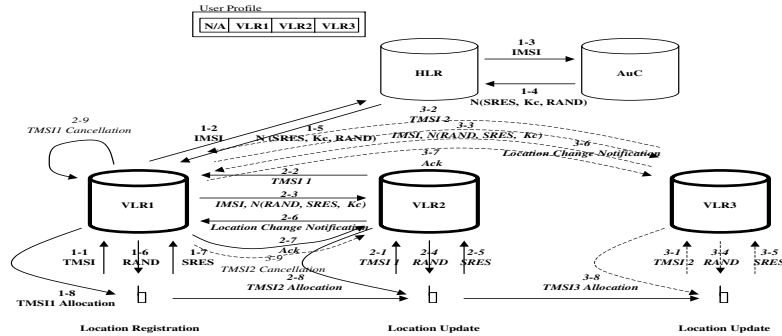 User Profile
N/A VLR1 VLR2 VLR3
1-3
IMSI
HLR
AuC
1-4
N(SRES, Kc, RAND)
2-9
TMSI1 Cancellation
1-2
IMSI
1-5
N (SRES, Kc, RAND)
3-2
TMSI 2
3-3
IMSI, N(RAND, SRES, Kc)
3-6
Location Change Notification
3-7
Ack
2-2
TMSI 1
2-3
IMSI, N(RAND, SRES, Kc)
2-6
Location Change Notification
2-7
Ack
3-9
TMSI2 Cancellation
VLR1
VLR2
VLR3
1-1
TMSI
1-6
RAND
1-7
SRES
2-1
TMSI 1
2-4
RAND
2-5
SRES
3-1
TMSI 2
3-4
RAND
3-5
SRES
1-8
TMSI1 Allocation
2-8
TMSI2 Allocation
3-8
TMSI3 Allocation
Location Registration
Location Update
Location Update